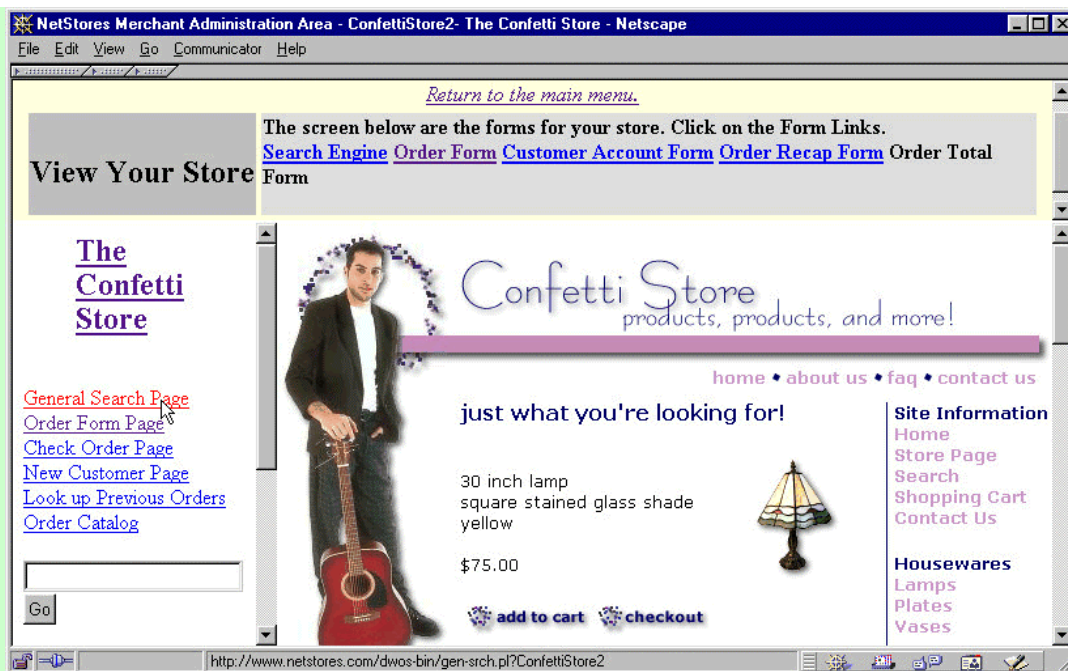 NetStores Merchant Administration Area - ConfettiStore2- The Confetti Store - Netscape
File Edit View Go Communicator Help
Return to the main menu.
View Your Store
The screen below are the forms for your store. Click on the Form Links.
Search Engine Order Form Customer Account Form Order Recap Form Order Total
Form
The
Confetti
Store
General Search Page
Order Form Page
Check Order Page
New Customer Page
Look up Previous Orders
Order Catalog
Go
Confetti Store
products, products, and more!
home • about us • faq • contact us
just what you're looking for!
30 inch lamp
square stained glass shade
yellow
$75.00
add to cart checkout
Site Information
Home
Store Page
Search
Shopping Cart
Contact Us
Housewares
Lamps
Plates
Vases
http://www.netstores.com/dwos-bin/gen-srch.pl?ConfettiStore2